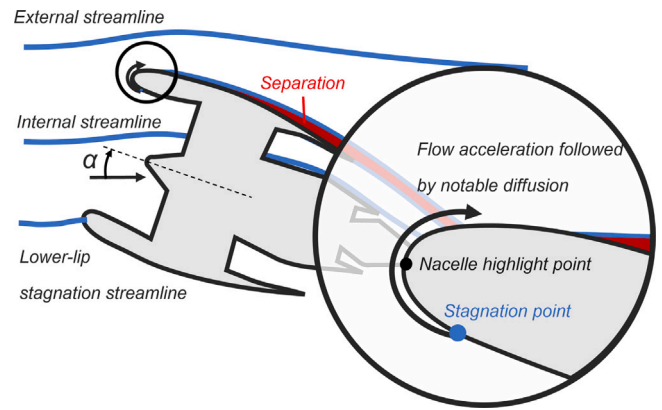 External streamline
Separation
Internal streamline
α
Flow acceleration followed
by notable diffusion
Nacelle highlight point
Lower-lip
stagnation streamline
Stagnation point